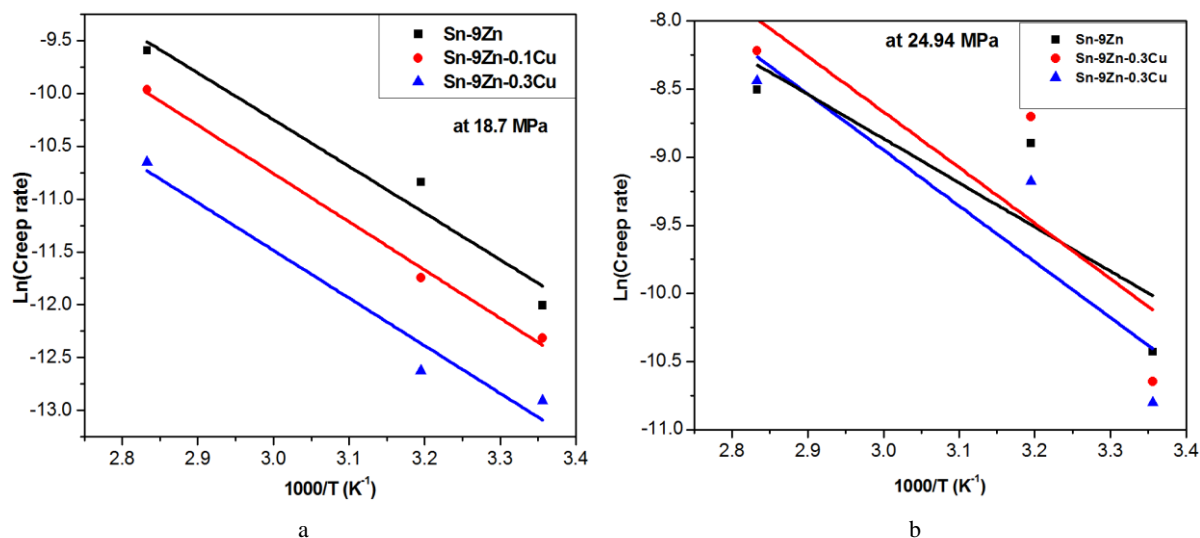 -9.5
-10.0
-10.5
-11.0
-11.5
-12.0
-12.5
-13.0
Ln(Creep rate)
Sn-9Zn
Sn-9Zn-0.1Cu
Sn-9Zn-0.3Cu
at 18.7 MPa
2.8 2.9 3.0 3.1 3.2 3.3 3.4
1000/T (K⁻¹)
a
-8.0
-8.5
-9.0
-9.5
-10.0
-10.5
-11.0
Ln(Creep rate)
at 24.94 MPa
Sn-9Zn
Sn-9Zn-0.3Cu
Sn-9Zn-0.3Cu
2.8 2.9 3.0 3.1 3.2 3.3 3.4
1000/T (K⁻¹)
b